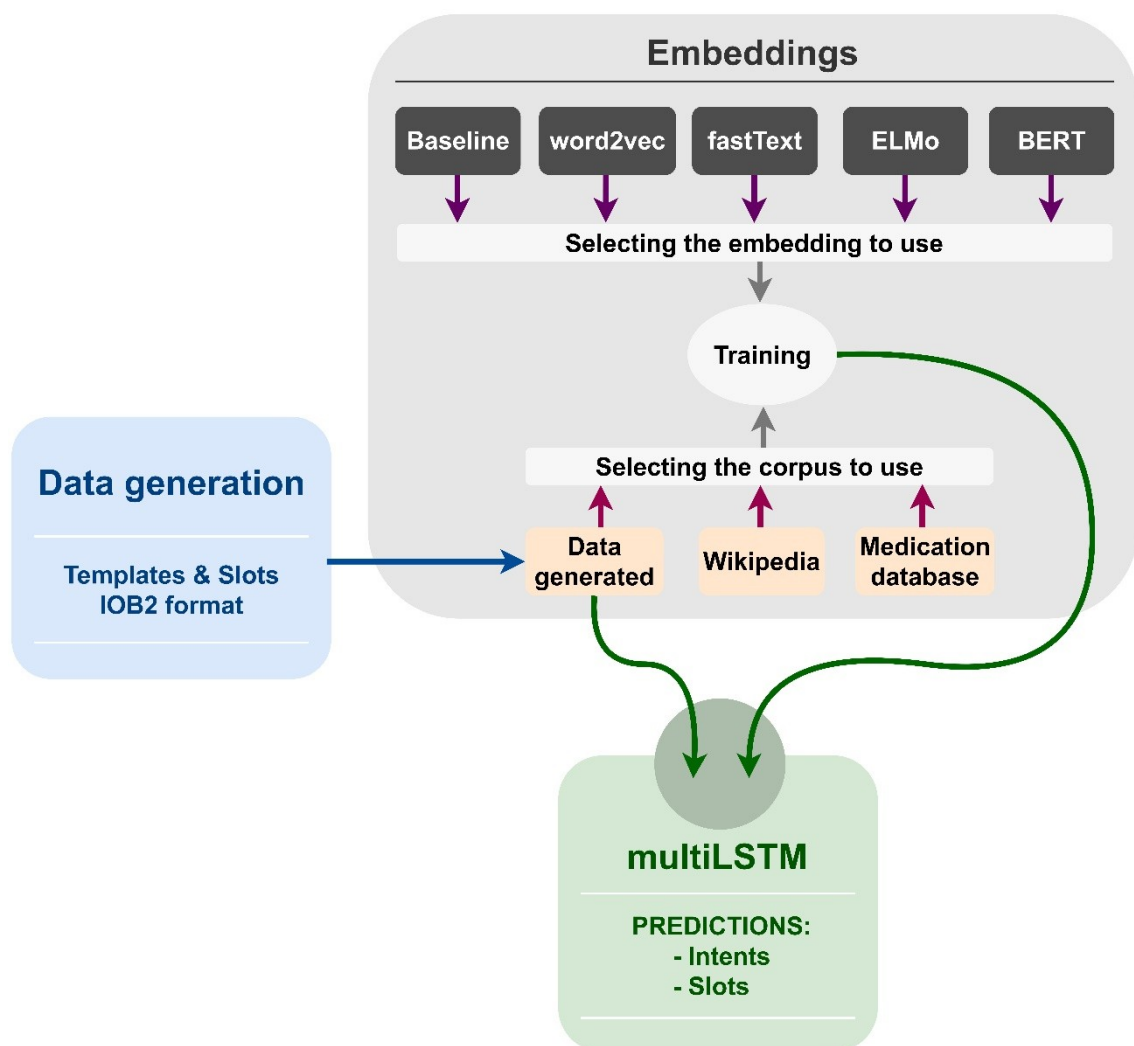 Embeddings
Baseline
word2vec
fastText
ELMo
BERT
Selecting the embedding to use
Training
Selecting the corpus to use
Data
generated
Wikipedia
Medication
database
Data generation
Templates & Slots
IOB2 format
multiLSTM
PREDICTIONS:
- Intents
- Slots